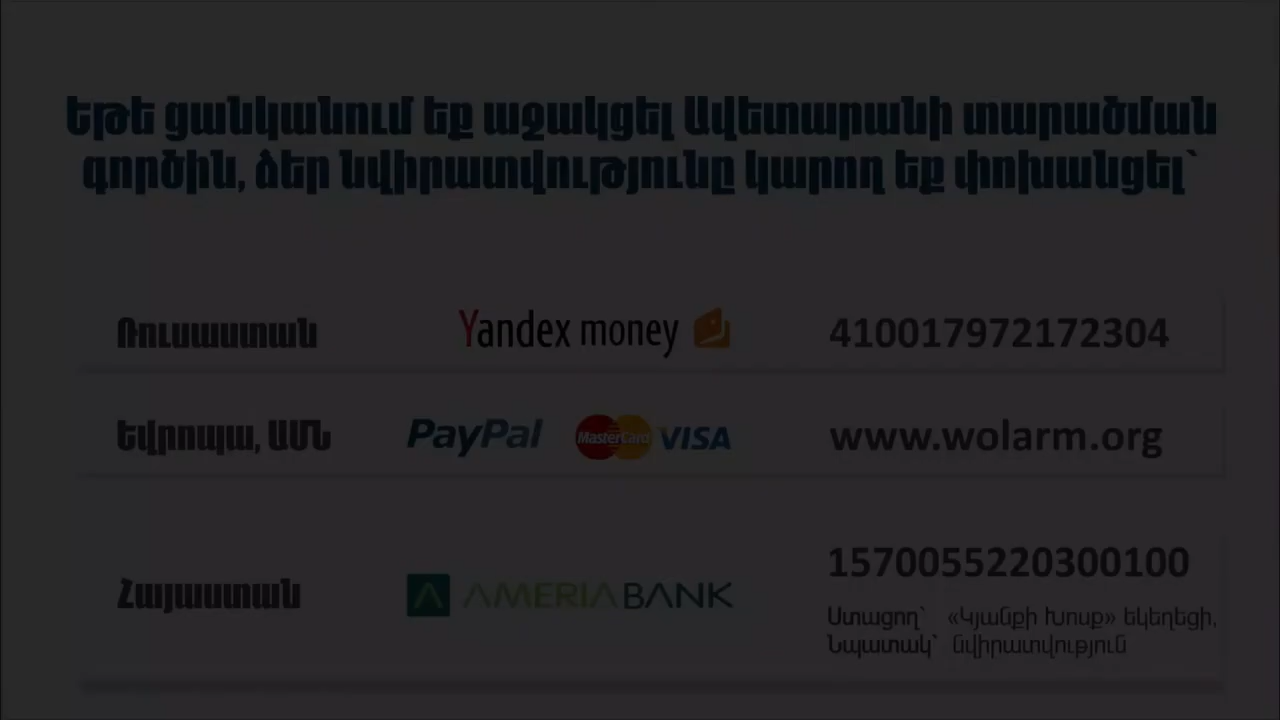 Եթե ցանկանում եք աջակցել Ավետարանի տարածման
գործին, ձեր նվիրատվությունը կարող եք փոխանցել՝
Ռուսաստան Yandex money 410017972172304
Եվրոպա, ԱՄՆ PayPal MasterCard VISA www.wolarm.org
Հայաստան AMERIABANK 1570055220300100
Ստացող՝ «Կյանքի Խոսք» եկեղեցի,
Նպատակ՝ նվիրատվություն